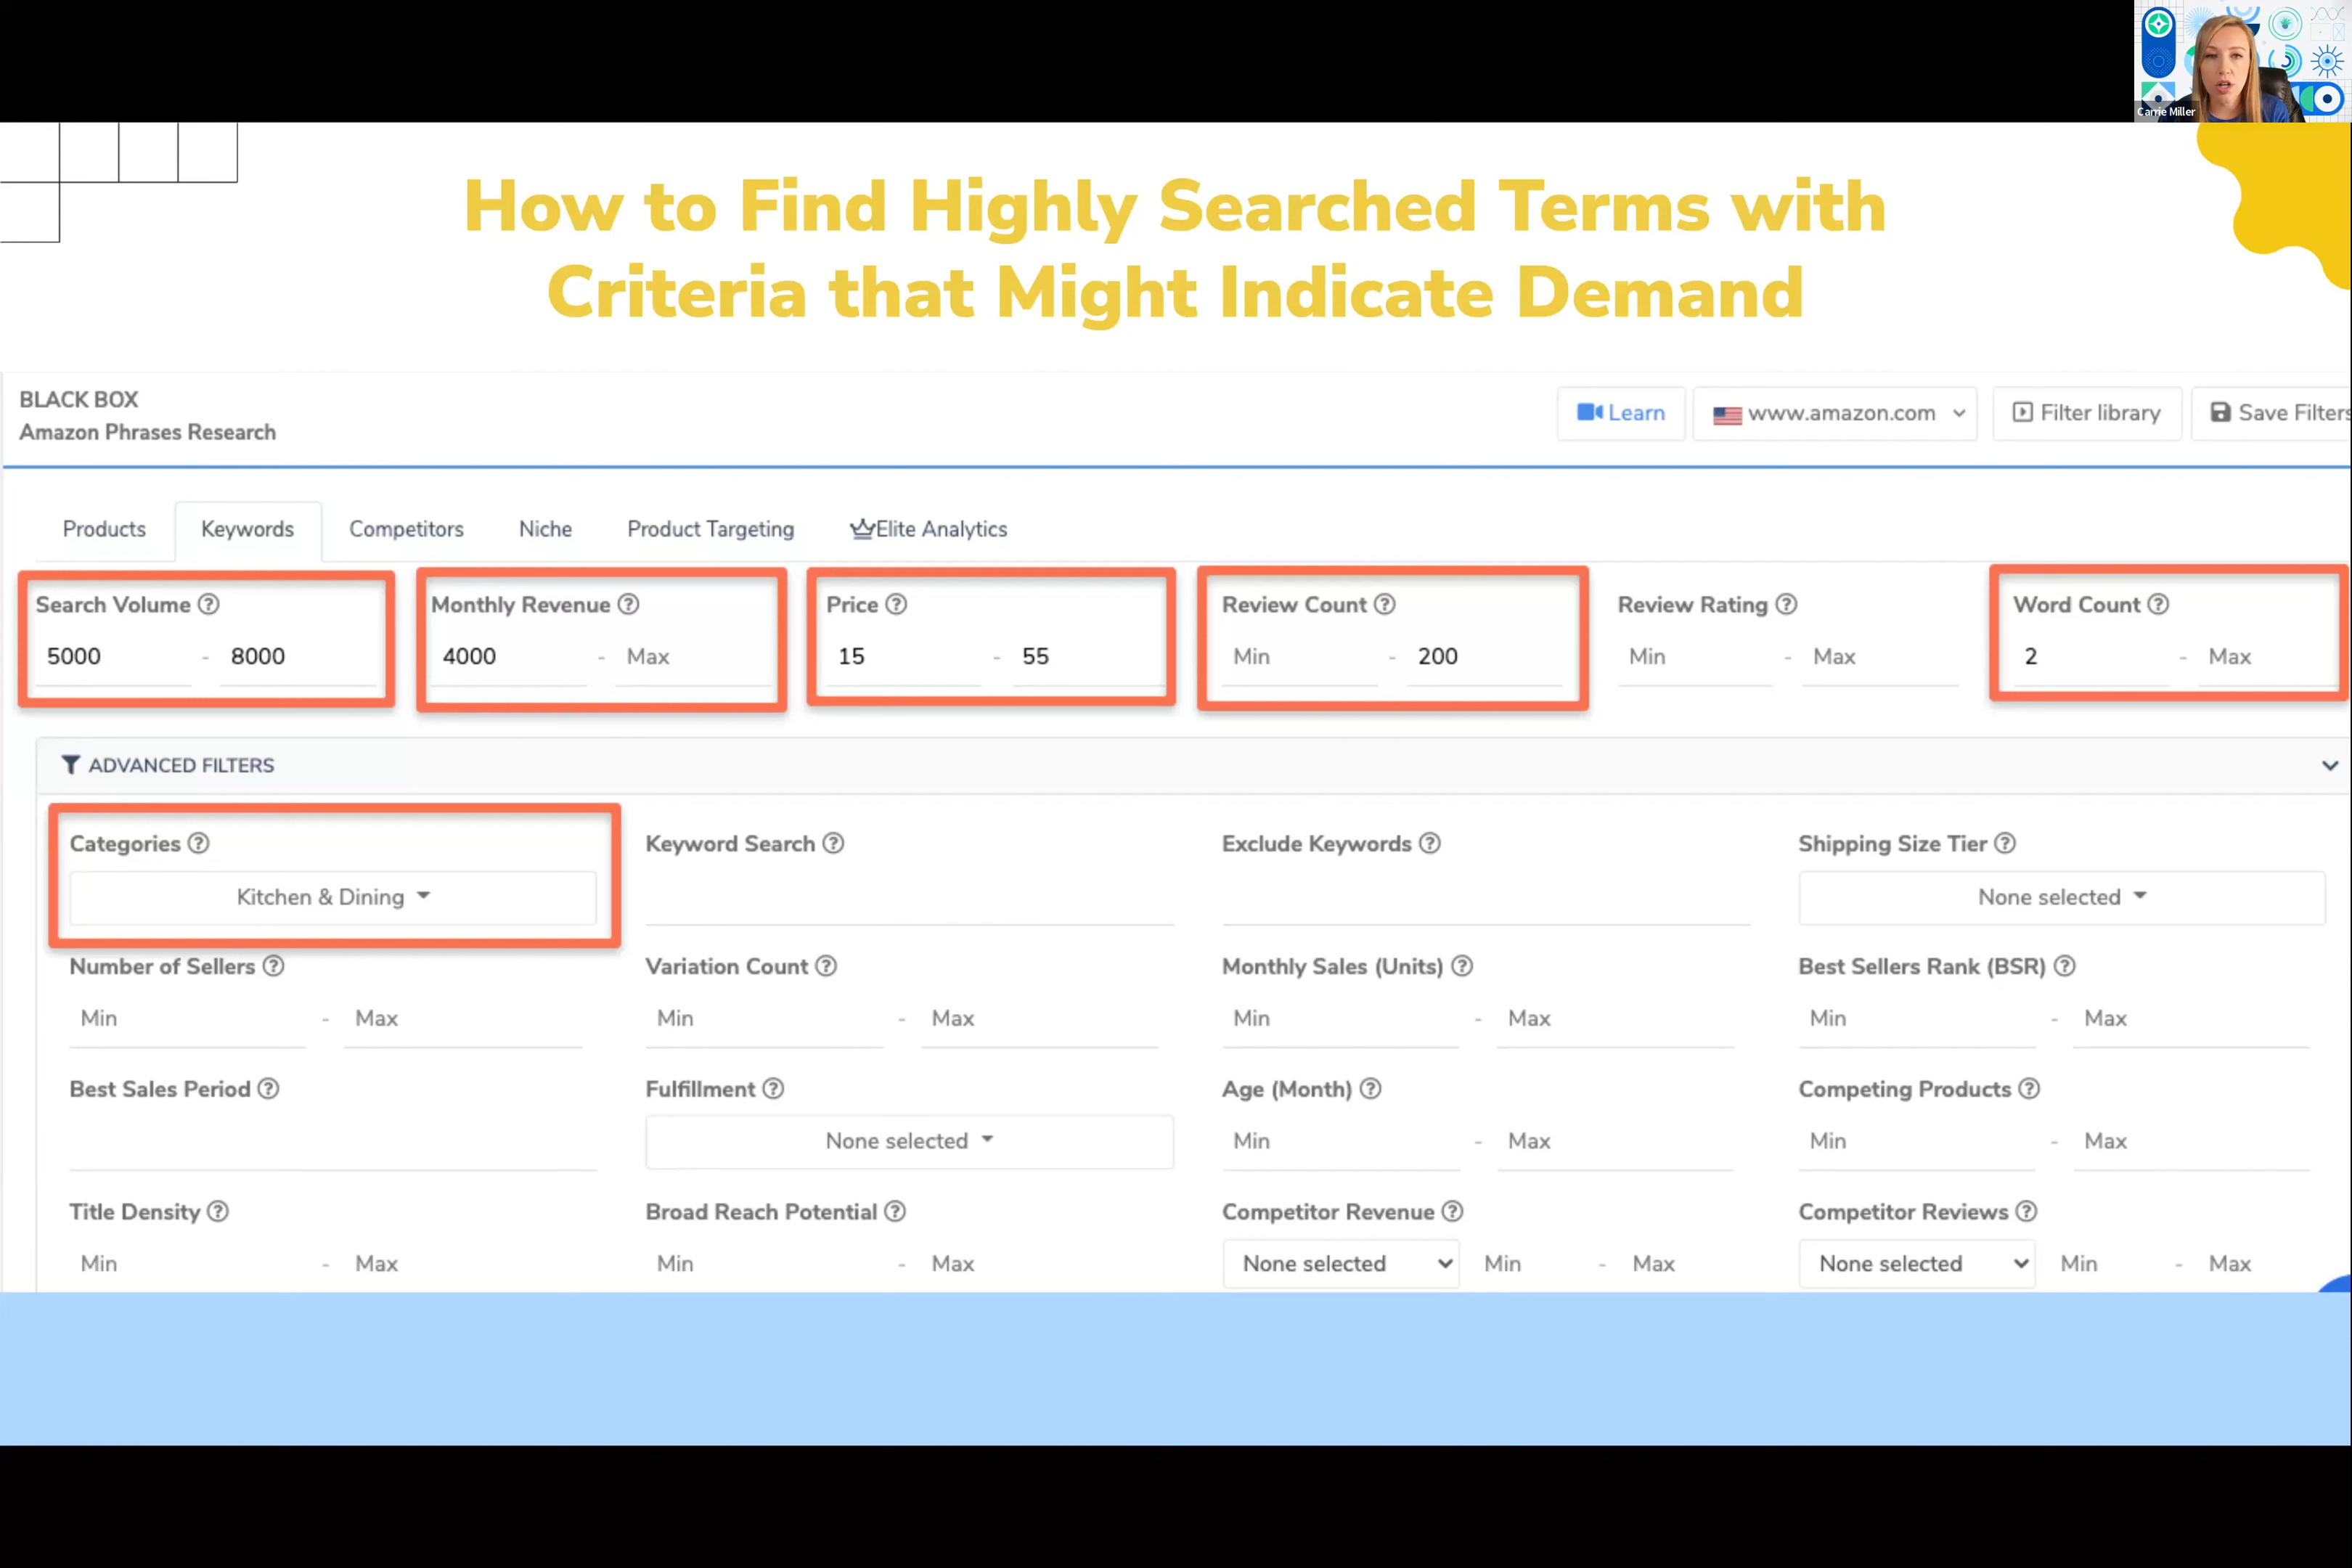 Carrie Miller
How to Find Highly Searched Terms with
Criteria that Might Indicate Demand
BLACK BOX
Amazon Phrases Research
Learn
www.amazon.com
Filter library
Save Filters
Products Keywords Competitors Niche Product Targeting Elite Analytics
Search Volume ? Monthly Revenue ? Price ? Review Count ? Review Rating ? Word Count ?
5000 - 8000 4000 - Max 15 - 55 Min - 200 Min - Max 2 - Max
ADVANCED FILTERS
Categories ? Keyword Search ? Exclude Keywords ? Shipping Size Tier ?
Kitchen & Dining None selected
Number of Sellers ? Variation Count ? Monthly Sales (Units) ? Best Sellers Rank (BSR) ?
Min - Max Min - Max Min - Max Min - Max
Best Sales Period ? Fulfillment ? Age (Month) ? Competing Products ?
None selected Min - Max Min - Max
Title Density ? Broad Reach Potential ? Competitor Revenue ? Competitor Reviews ?
Min - Max Min - Max None selected Min - Max None selected Min - Max